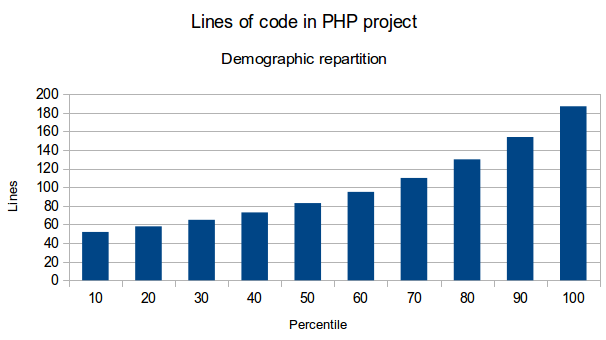 Lines of code in PHP project
Demographic repartition
200
180
160
140
120
100
80
60
40
20
0
Lines
10 20 30 40 50 60 70 80 90 100
Percentile